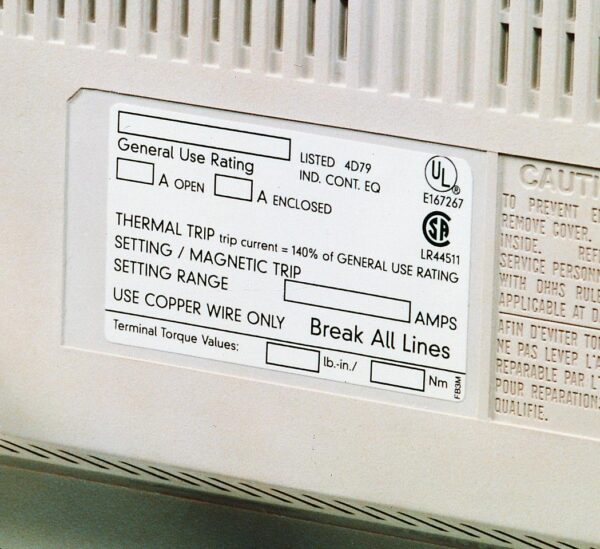 General Use Rating
LISTED 4D79
IND. CONT. EQ
UL
®
E167267
A OPEN A ENCLOSED
SA
LR44511
THERMAL TRIP trip current = 140% of GENERAL USE RATING
SETTING / MAGNETIC TRIP
SETTING RANGE AMPS
USE COPPER WIRE ONLY Break All Lines
Terminal Torque Values: lb.-in./ Nm
FB3M
TO PREVENT
REMOVE COVER.
INSIDE.
SERVICE PERSONN
WITH DHHS RULE
APPLICABLE AT D
AFIN D'EVITER TO
NE PAS LEVER L'A
REPARABLE PAR L'
POUR REPARATION
QUALIFIE.